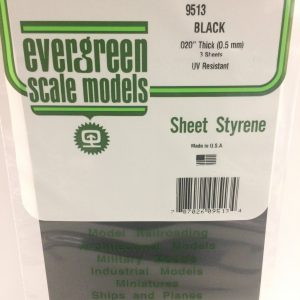 9513
BLACK
.020" Thick (0.5 mm)
3 Sheets
UV Resistant
evergreen
scale models
Sheet Styrene
Made in U.S.A
Model Railroading
Architectural Models
Military Models
Industrial Models
Miniatures
Ships and Planes